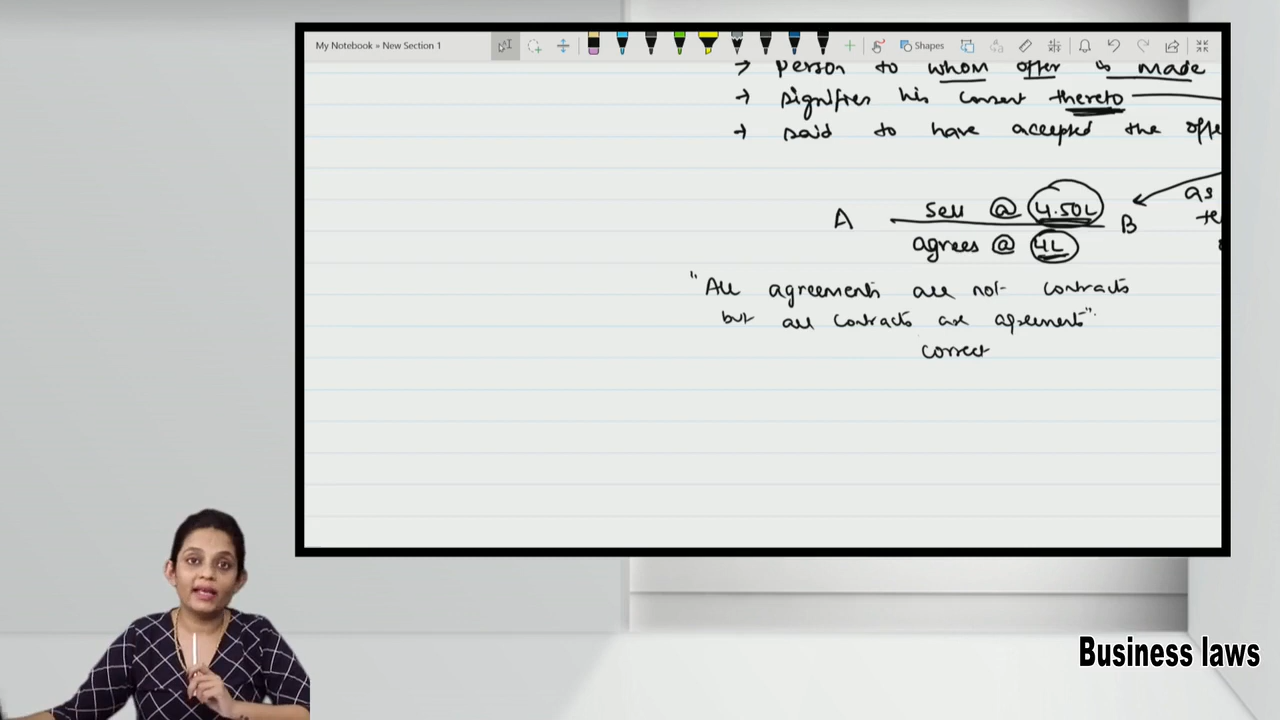 My Notebook » New Section 1
Shapes
→ person to whom offer is made
→ signifies his consent thereto
→ said to have accepted the offe
as
te
A sell @ 4.50L B
agrees @ 4L
"All agreements are not contracts
but all contracts are agreements".
correct
Business laws